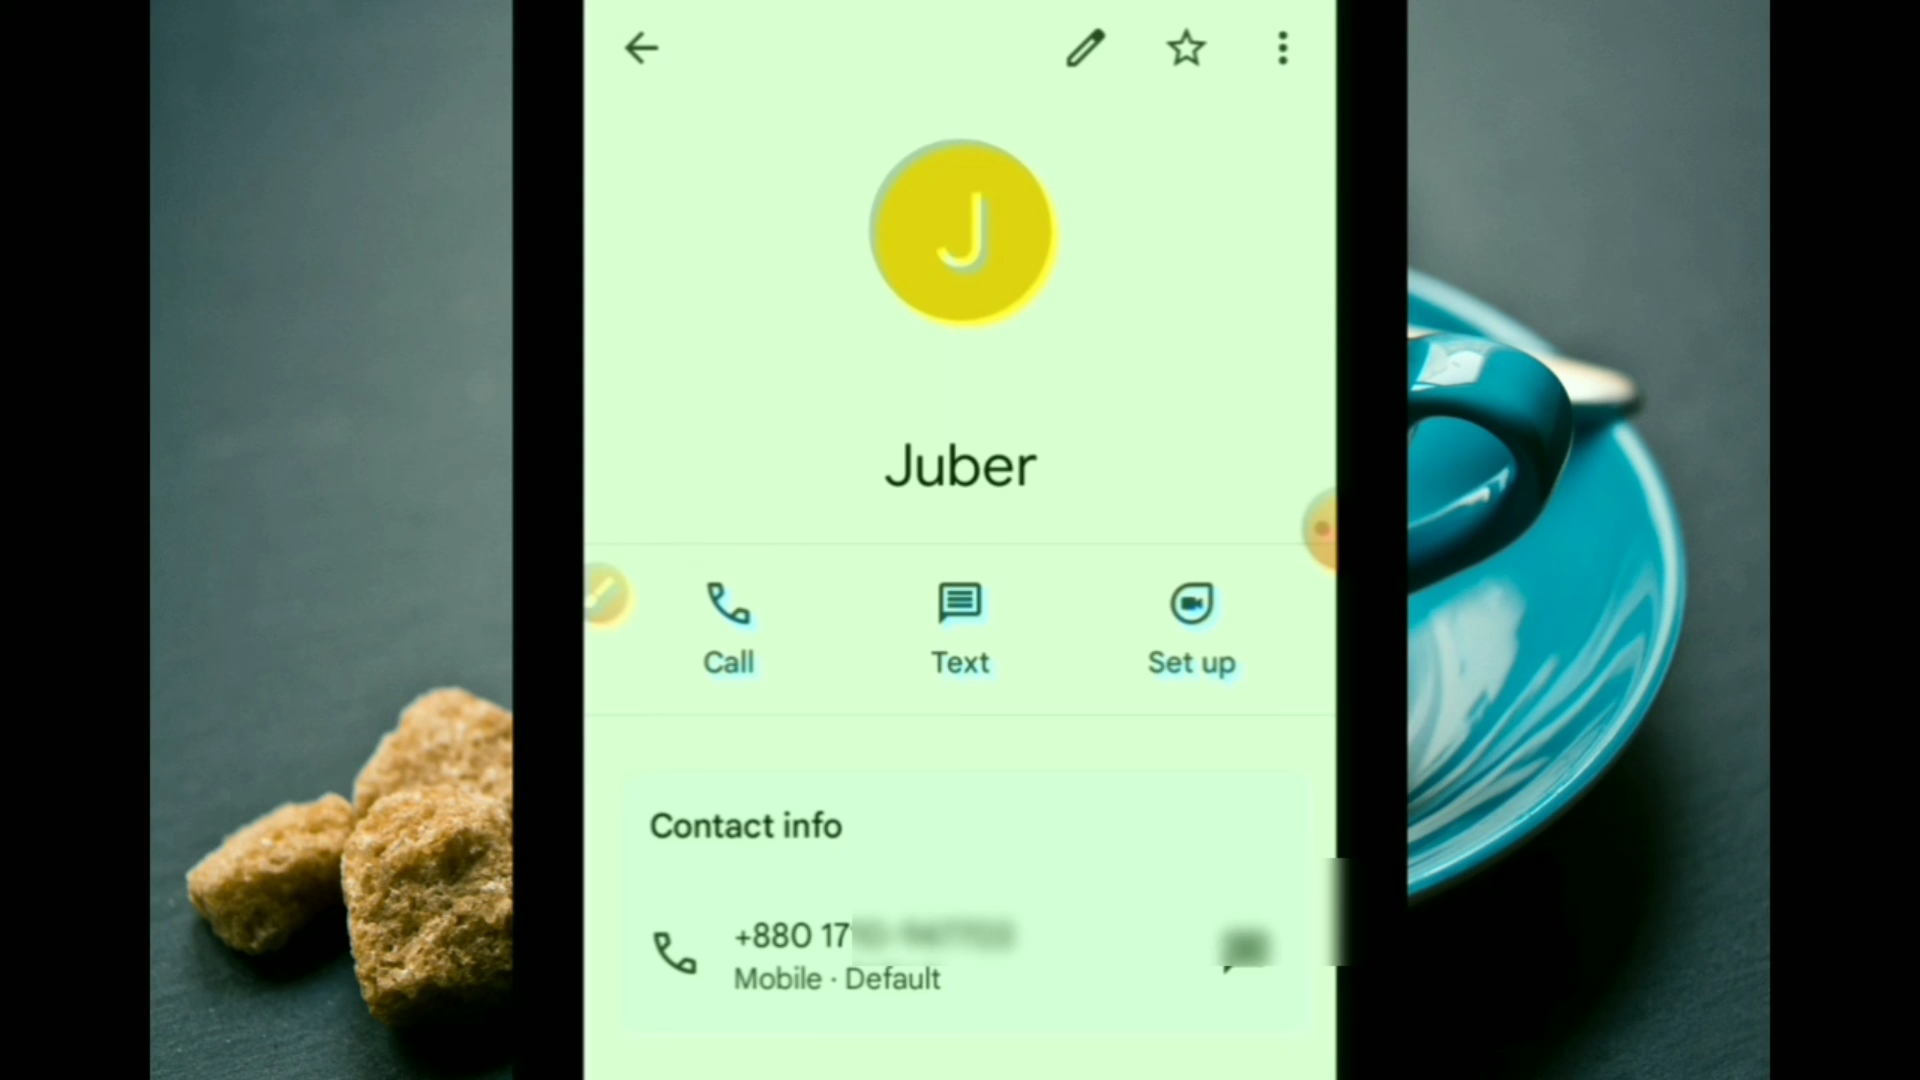 J
Juber
Call Text Set up
Contact info
+880 17
Mobile · Default